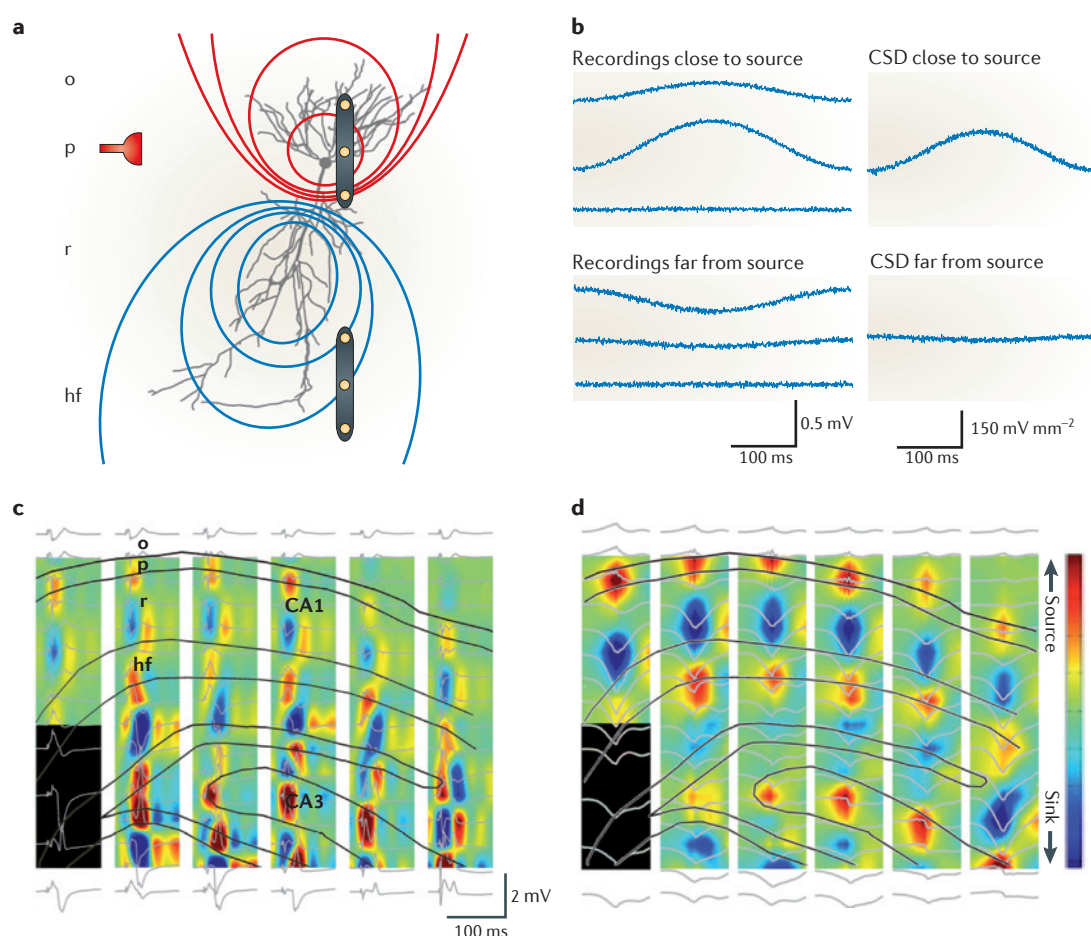 a
o
p
r
hf
b
Recordings close to source
CSD close to source
Recordings far from source
CSD far from source
0.5 mV
100 ms
150 mV mm⁻²
100 ms
c
o
p
r
hf
CA1
CA3
2 mV
100 ms
d
Source
Sink